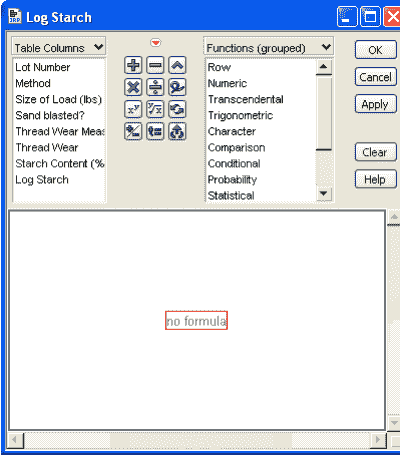 Log Starch
Table Columns
Lot Number
Method
Size of Load (lbs)
Sand blasted?
Thread Wear Meas
Thread Wear
Starch Content (%
Log Starch
Functions (grouped)
Row
Numeric
Transcendental
Trigonometric
Character
Comparison
Conditional
Probability
Statistical
OK
Cancel
Apply
Clear
Help
no formula